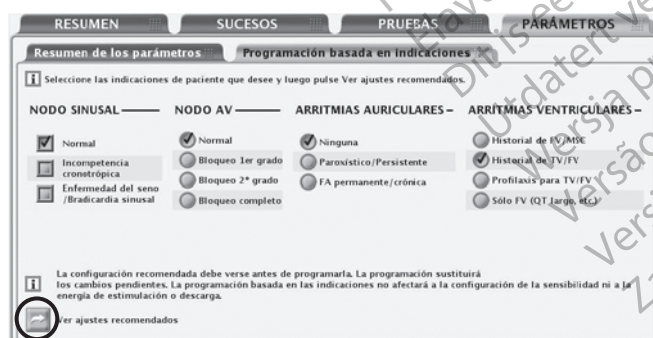 RESUMEN SUCESOS PRUEBAS PARÁMETROS
Resumen de los parámetros Programación basada en indicaciones
i Seleccione las indicaciones de paciente que desee y luego pulse Ver ajustes recomendados.
NODO SINUSAL NODO AV ARRITMIAS AURICULARES ARRITMIAS VENTRICULARES
Normal Normal Ninguna Historial de FV/MSC
Incompetencia cronotrópica Bloqueo 1er grado Paroxístico/Persistente Historial de TV/FV
Enfermedad del seno /Bradicardia sinusal Bloqueo 2° grado FA permanente/crónica Profilaxis para TV/FV
Bloqueo completo Sólo FV (QT largo, etc)
La configuración recomendada debe verse antes de programarla. La programación sustituirá
i los cambios pendientes. La programación basada en las indicaciones no afectará a la configuración de la sensibilidad ni a la
energía de estimulación o descarga.
Ver ajustes recomendados
Dit is
Utdatert
Versão